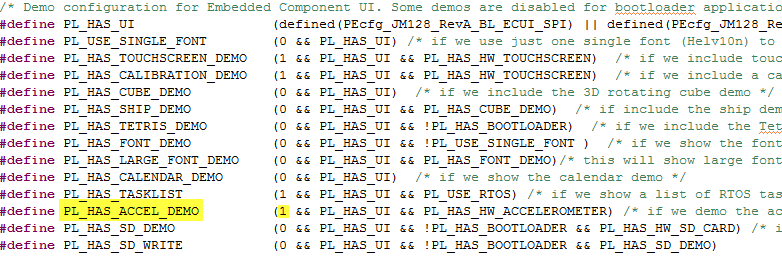 /* Demo configuration for Embedded Component UI. Some demos are disabled for bootloader applicatio
#define PL_HAS_UI (defined(PEcfg_JM128_RevA_BL_ECUI_SPI) || defined(PEcfg_JM128_Re
#define PL_USE_SINGLE_FONT (0 && PL_HAS_UI) /* if we use just one single font (Helv10n) to
#define PL_HAS_TOUCHSCREEN_DEMO (1 && PL_HAS_UI && PL_HAS_HW_TOUCHSCREEN) /* if we include touc
#define PL_HAS_CALIBRATION_DEMO (1 && PL_HAS_UI && PL_HAS_HW_TOUCHSCREEN) /* if we include a ca
#define PL_HAS_CUBE_DEMO (0 && PL_HAS_UI) /* if we include the 3D rotating cube demo */
#define PL_HAS_SHIP_DEMO (0 && PL_HAS_UI && PL_HAS_CUBE_DEMO) /* if include the ship dem
#define PL_HAS_TETRIS_DEMO (0 && PL_HAS_UI && !PL_HAS_BOOTLOADER) /* if we include the Tet
#define PL_HAS_FONT_DEMO (0 && PL_HAS_UI && !PL_USE_SINGLE_FONT ) /* if we show the font
#define PL_HAS_LARGE_FONT_DEMO (0 && PL_HAS_UI && PL_HAS_FONT_DEMO)/* this will show large font
#define PL_HAS_CALENDAR_DEMO (0 && PL_HAS_UI) /* if we show the calendar demo */
#define PL_HAS_TASKLIST (1 && PL_HAS_UI && PL_USE_RTOS) /* if we show a list of RTOS tas
#define PL_HAS_ACCEL_DEMO (1 && PL_HAS_UI && PL_HAS_HW_ACCELEROMETER) /* if we demo the ac
#define PL_HAS_SD_DEMO (0 && PL_HAS_UI && !PL_HAS_BOOTLOADER && PL_HAS_HW_SD_CARD) /* i
#define PL_HAS_SD_WRITE (0 && PL_HAS_UI && !PL_HAS_BOOTLOADER && PL_HAS_SD_DEMO)